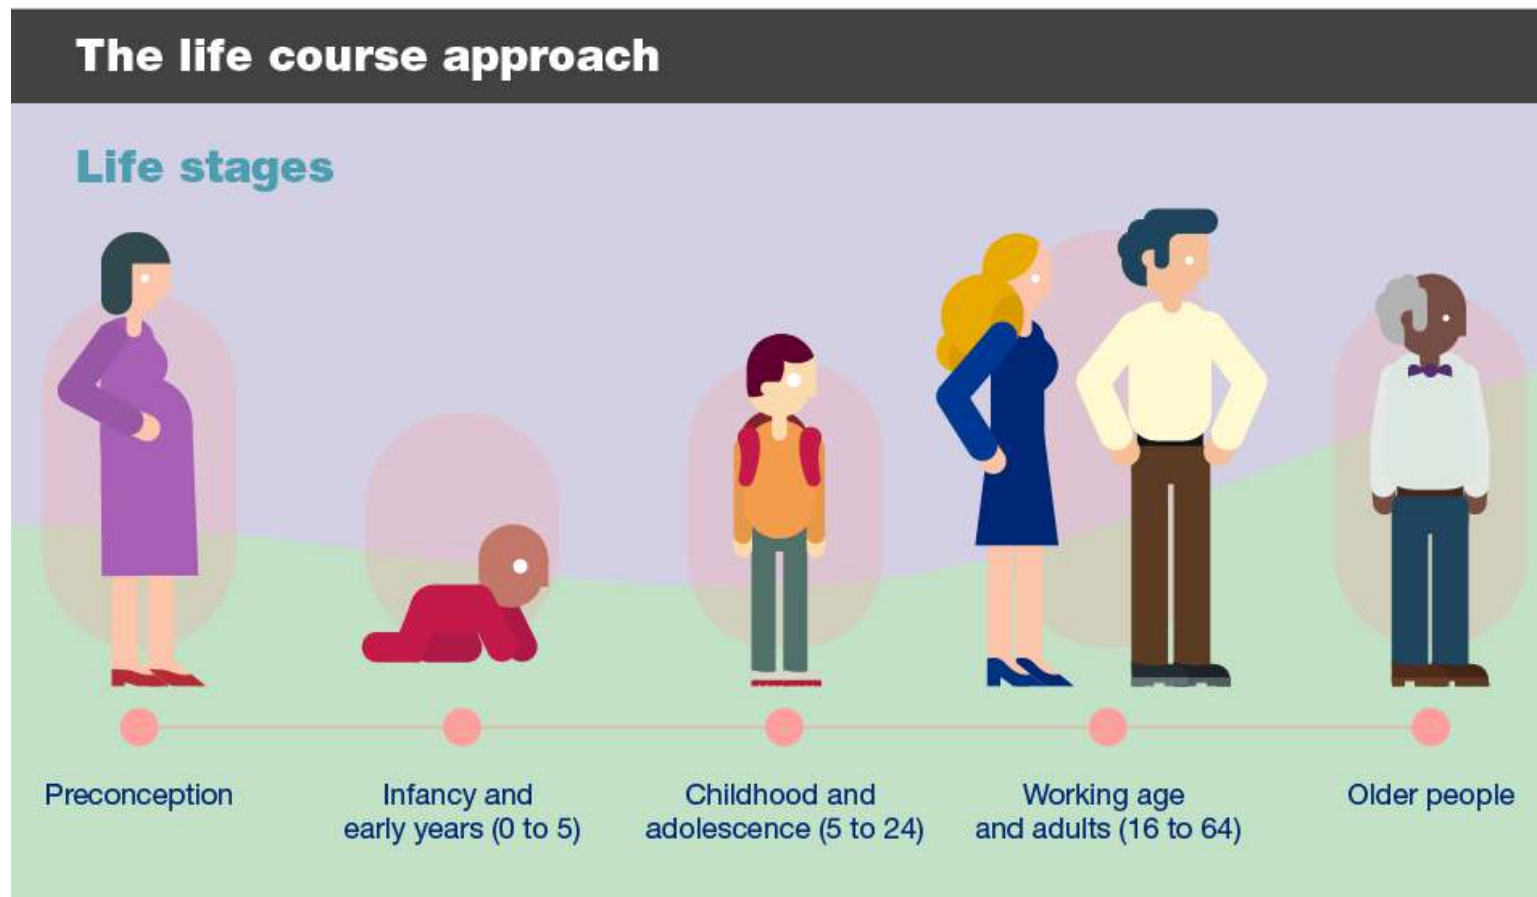 The life course approach
Life stages
Preconception
Infancy and
early years (0 to 5)
Childhood and
adolescence (5 to 24)
Working age
and adults (16 to 64)
Older people